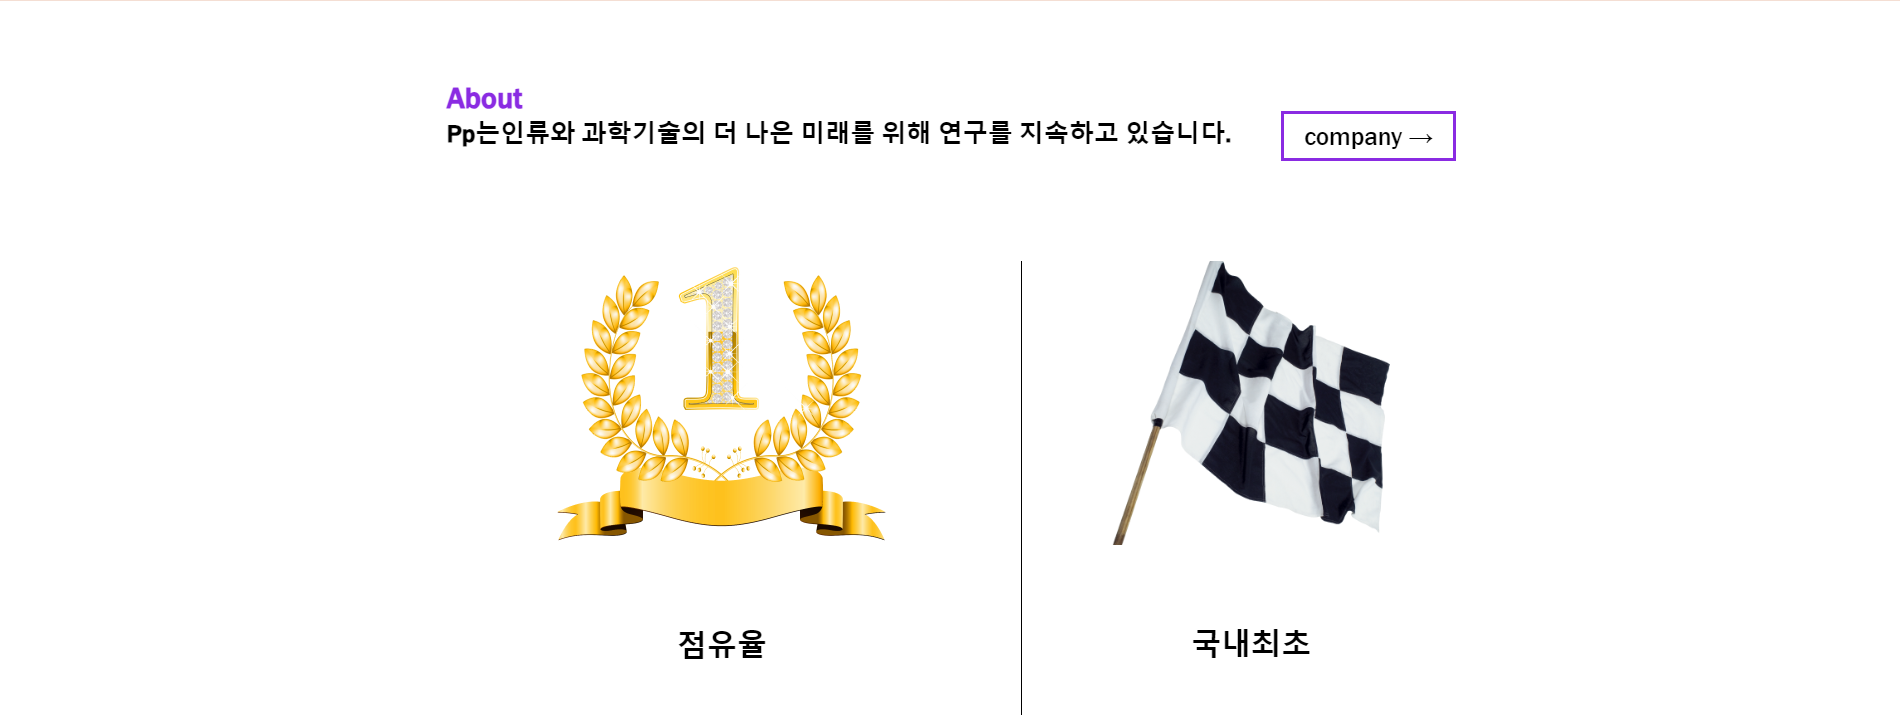 About
Pp는인류와 과학기술의 더 나은 미래를 위해 연구를 지속하고 있습니다.
company →
1
점유율
국내최초